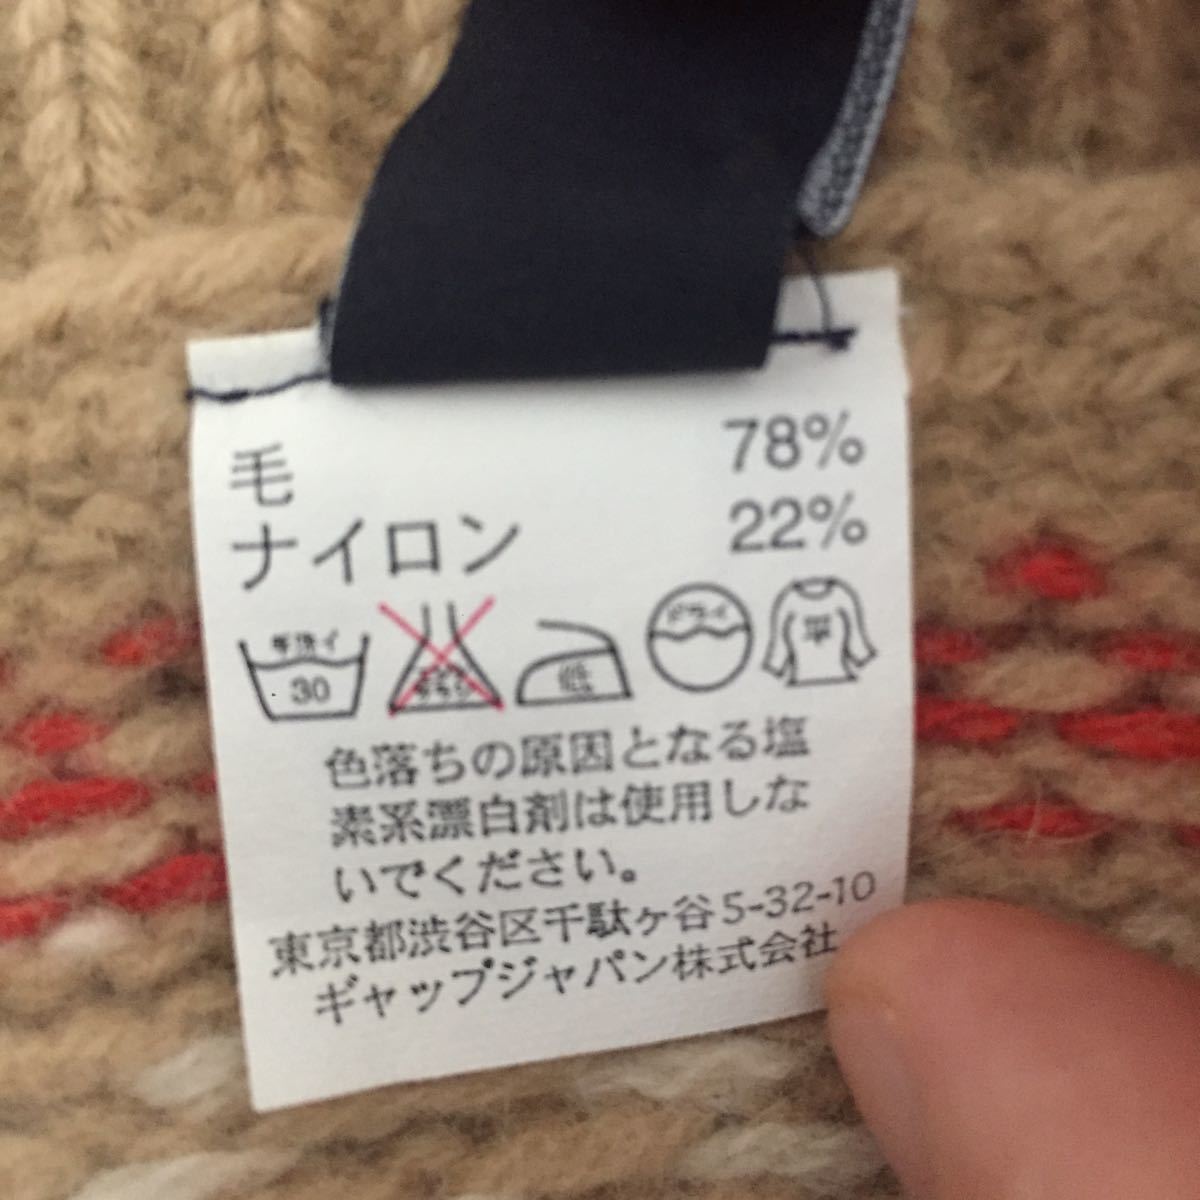 毛 78%
ナイロン 22%
手洗イ
30
低
ドライ
平
色落ちの原因となる塩
素系漂白剤は使用しな
いでください。
東京都渋谷区千駄ヶ谷5-32-10
ギャップジャパン株式会社